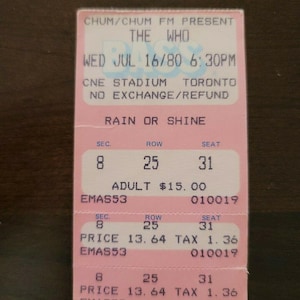 CHUM/CHUM FM PRESENT
THE WHO
WED JUL 16/80 6:30PM
CNE STADIUM TORONTO
NO EXCHANGE/REFUND
BASS
RAIN OR SHINE
SEC. ROW SEAT
8 25 31
ADULT $15.00
EMAS53 010019
SEC. ROW SEAT
8 25 31
PRICE 13.64 TAX 1.36
EMAS53 010019
8 25 31
PRICE 13.64 TAX 1.36